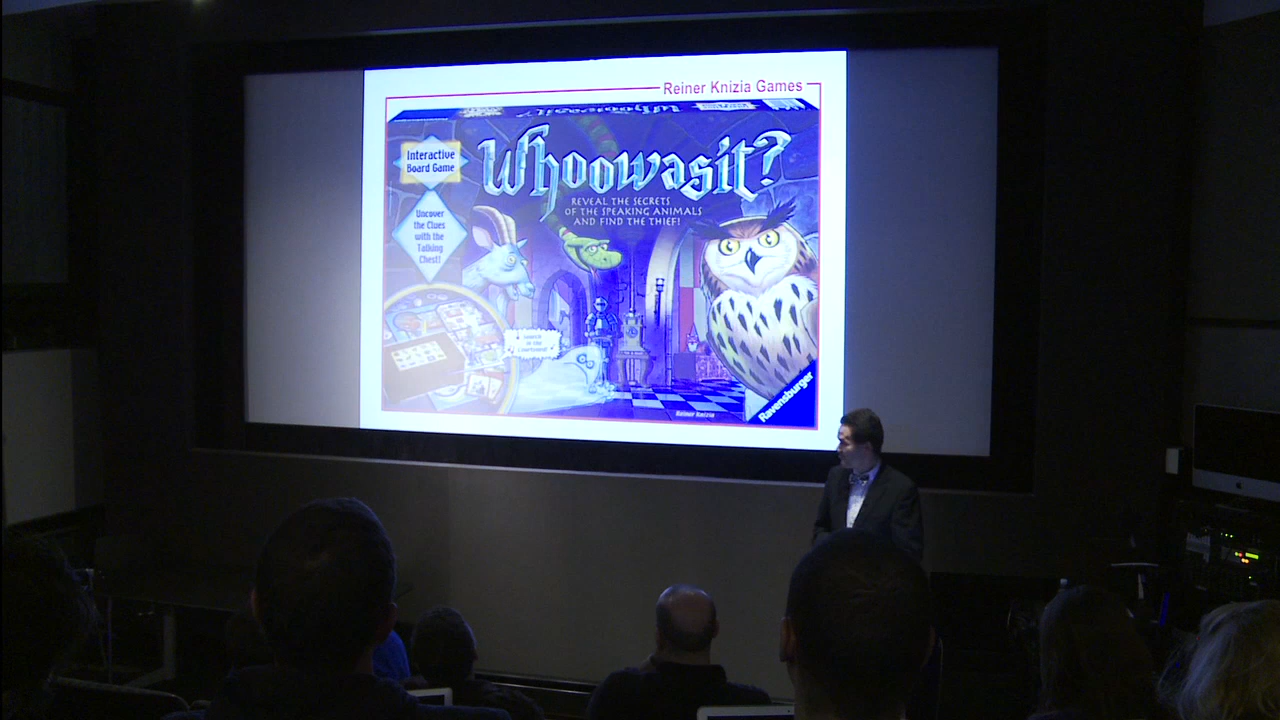 Reiner Knizia Games
Whoowasit?
Interactive
Board Game
Whoowasit?
REVEAL THE SECRETS
OF THE SPEAKING ANIMALS
AND FIND THE THIEF!
Uncover
the Clues
with the
Talking
Chest!
Ravensburger
Reiner Knizia